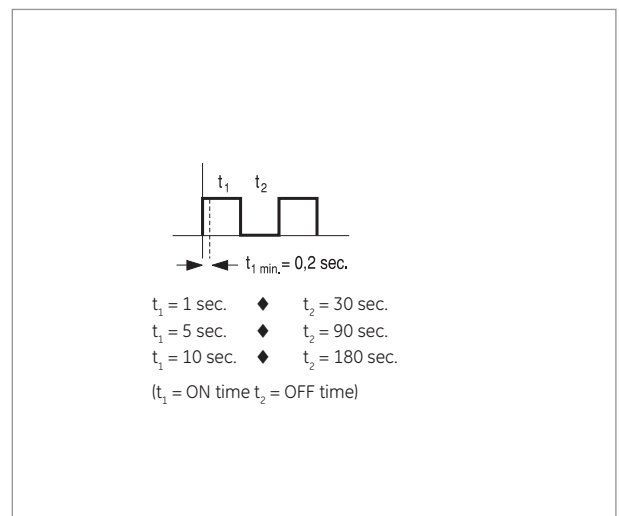 t₁ t₂
t₁ min. = 0,2 sec.
t₁ = 1 sec. ♦ t₂ = 30 sec.
t₁ = 5 sec. ♦ t₂ = 90 sec.
t₁ = 10 sec. ♦ t₂ = 180 sec.
(t₁ = ON time t₂ = OFF time)